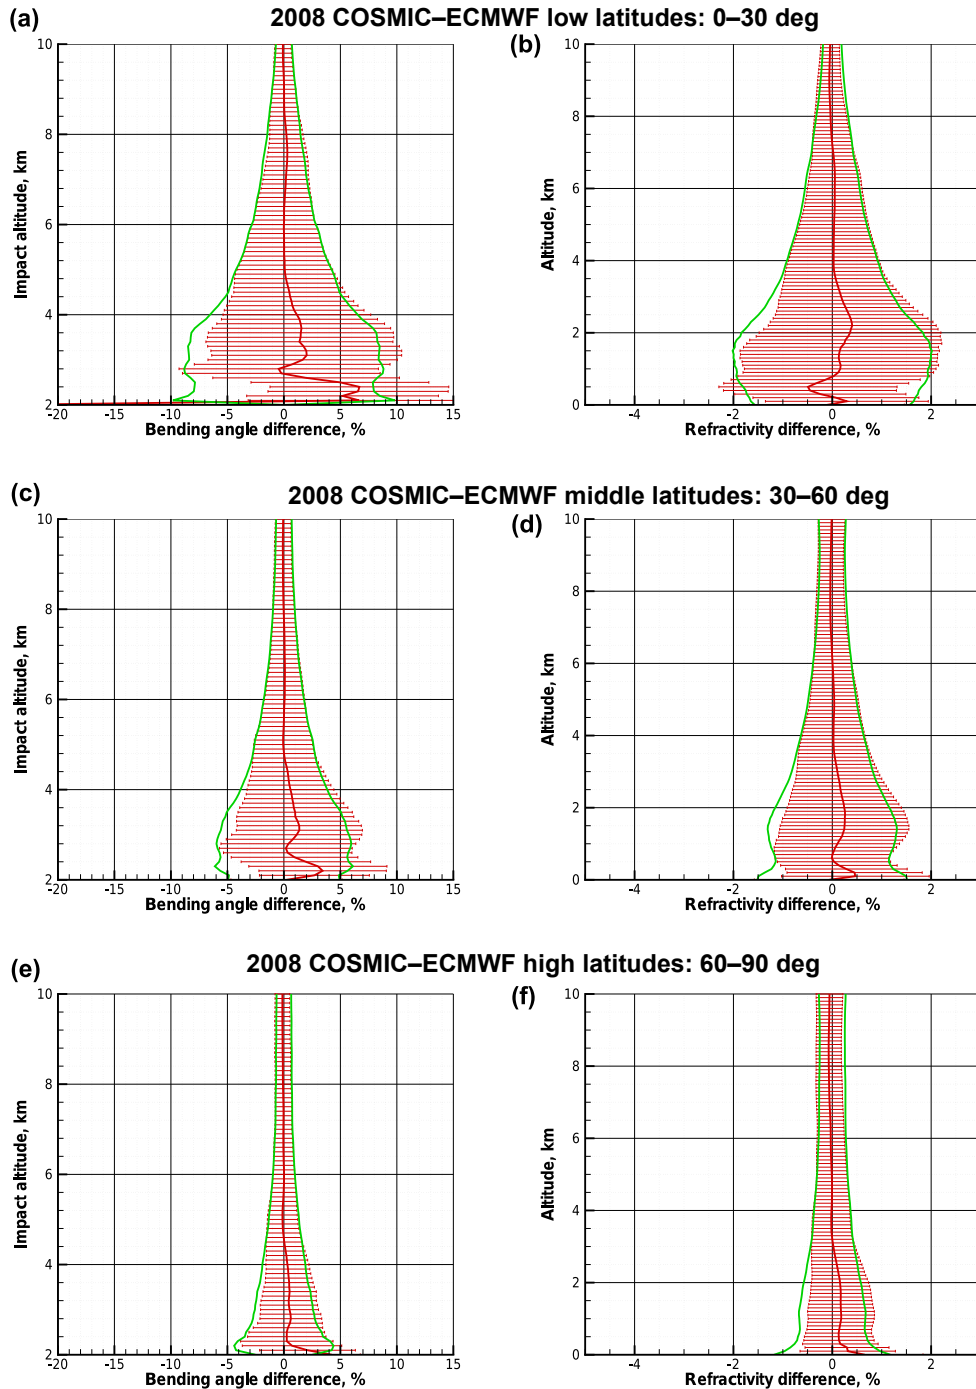 (a) 2008 COSMIC–ECMWF low latitudes: 0–30 deg
(b)
10
8
6
4
2
Impact altitude, km
-20 -15 -10 -5 0 5 10 15
Bending angle difference, %
10
8
6
4
2
0
Altitude, km
-4 -2 0 2
Refractivity difference, %
(c) 2008 COSMIC–ECMWF middle latitudes: 30–60 deg
(d)
10
8
6
4
2
Impact altitude, km
-20 -15 -10 -5 0 5 10 15
Bending angle difference, %
10
8
6
4
2
0
Altitude, km
-4 -2 0 2
Refractivity difference, %
(e) 2008 COSMIC–ECMWF high latitudes: 60–90 deg
(f)
10
8
6
4
2
Impact altitude, km
-20 -15 -10 -5 0 5 10 15
Bending angle difference, %
10
8
6
4
2
0
Altitude, km
-4 -2 0 2
Refractivity difference, %